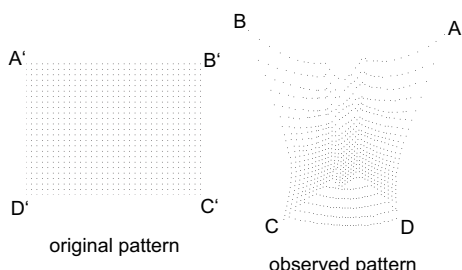 B A
A‘ B‘
D‘ C‘
C D
original pattern
observed pattern